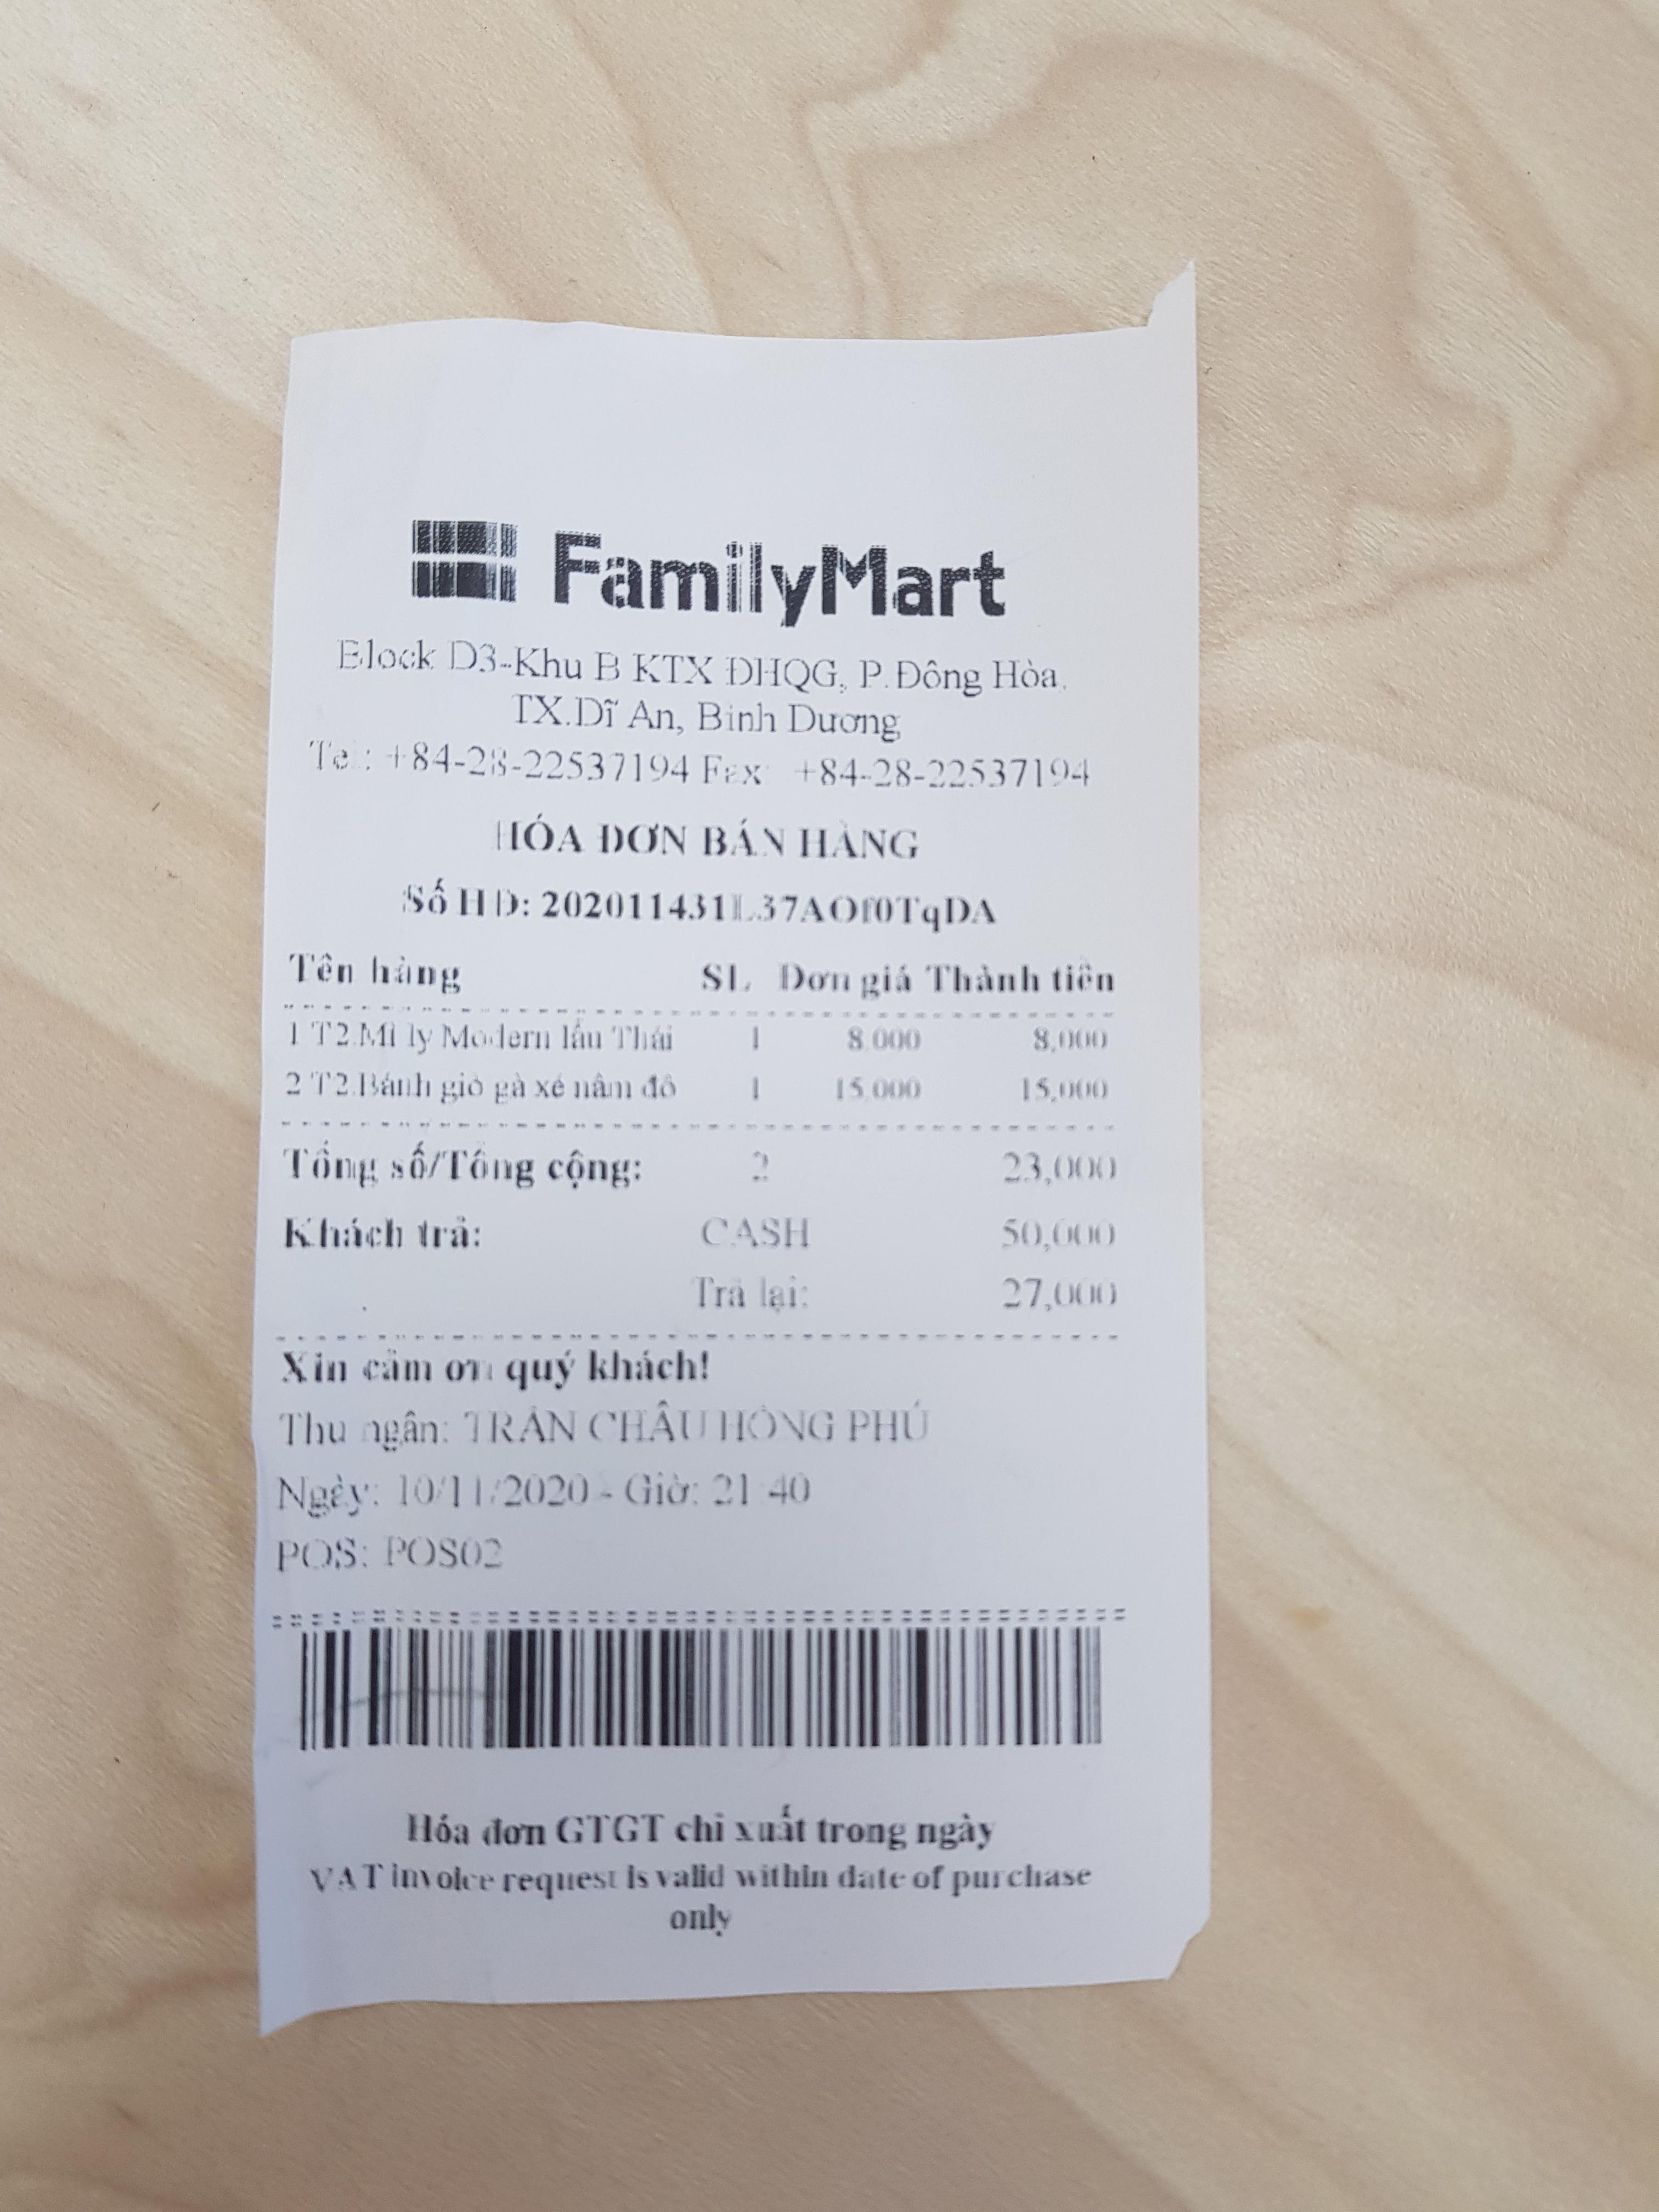 FamilyMart
Block D3-Khu B KTX ĐHQG, P.Đông Hòa,
TX.Dĩ An, Bình Dương
Tel: +84-28-22537194 Fax: +84-28-22537194
HÓA ĐƠN BÁN HÀNG
Số HD: 202011431L37AOf0TqDA
Tên hàng SL Đơn giá Thành tiền
1 T2.Mì ly Modern lẩu Thái 1 8,000 8,000
2 T2.Bánh giò gà xé nấm đô 1 15,000 15,000
Tổng số/Tổng cộng: 2 23,000
Khách trả: CASH 50,000
Trả lại: 27,000
Xin cảm ơn quý khách!
Thu ngân: TRẦN CHÂU HỒNG PHÚ
Ngày: 10/11/2020 - Giờ: 21:40
POS: POS02
Hóa đơn GTGT chỉ xuất trong ngày
VAT invoice request is valid within date of purchase
only